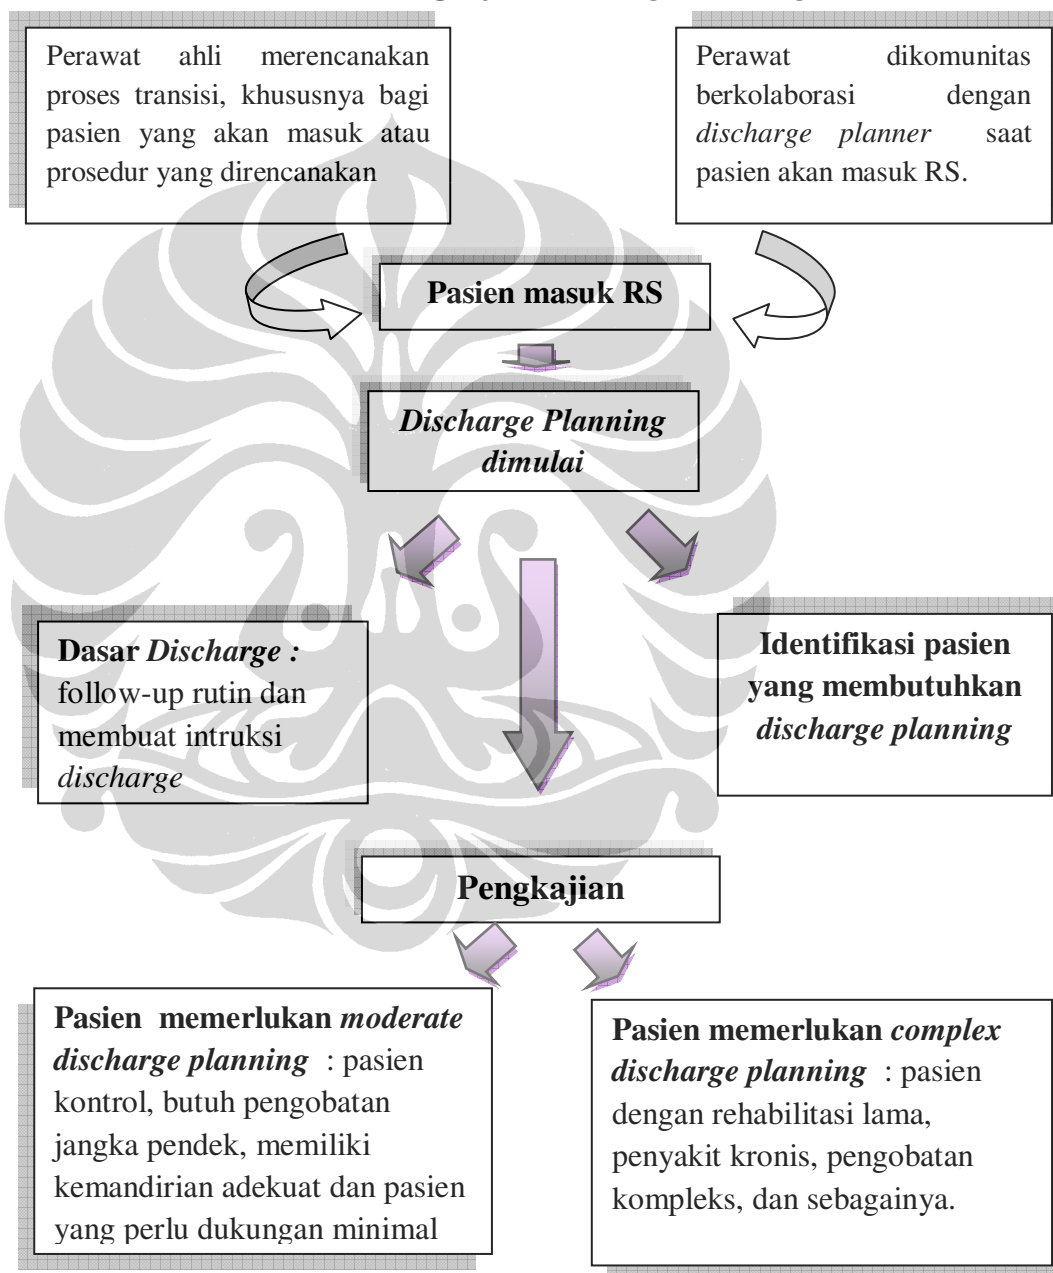 Perawat ahli merencanakan
proses transisi, khususnya bagi
pasien yang akan masuk atau
prosedur yang direncanakan
Perawat dikomunitas
berkolaborasi dengan
discharge planner saat
pasien akan masuk RS.
Pasien masuk RS
Discharge Planning
dimulai
Dasar Discharge :
follow-up rutin dan
membuat intruksi
discharge
Identifikasi pasien
yang membutuhkan
discharge planning
Pengkajian
Pasien memerlukan moderate
discharge planning : pasien
kontrol, butuh pengobatan
jangka pendek, memiliki
kemandirian adekuat dan pasien
yang perlu dukungan minimal
Pasien memerlukan complex
discharge planning : pasien
dengan rehabilitasi lama,
penyakit kronis, pengobatan
kompleks, dan sebagainya.